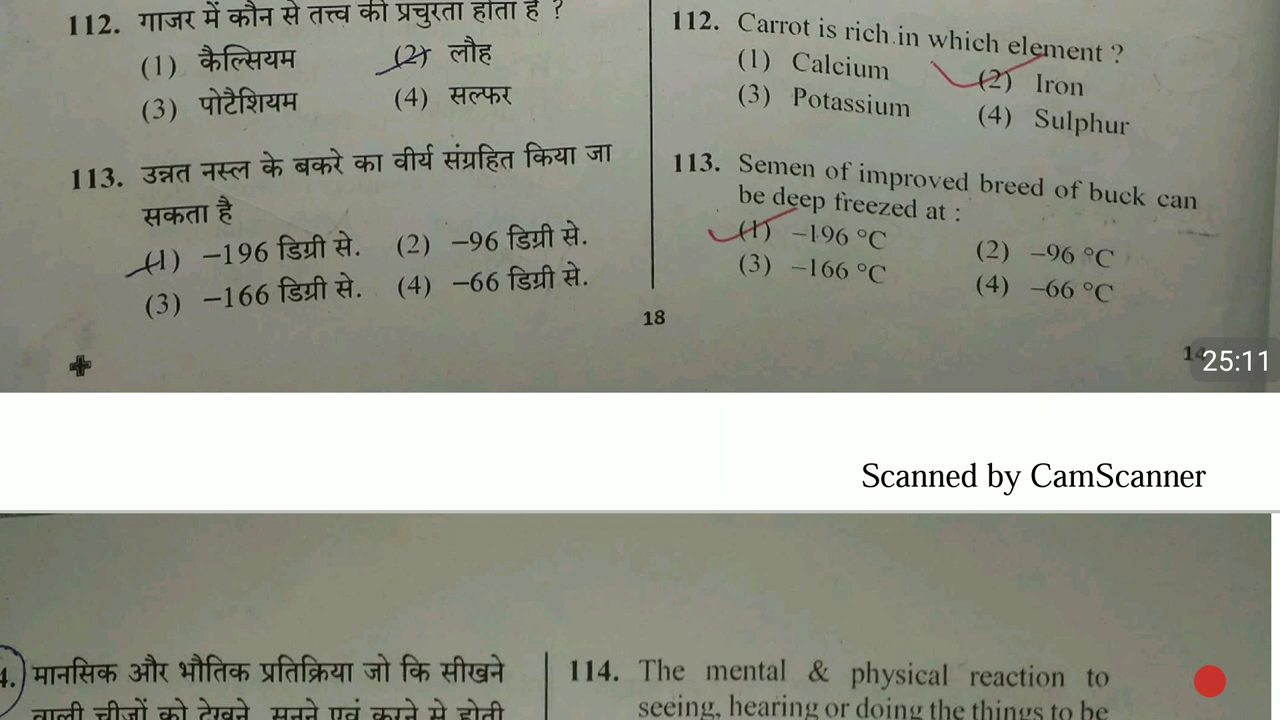 112. गाजर में कौन से तत्त्व की प्रचुरता होती है ?
(1) कैल्सियम (2) लौह
(3) पोटैशियम (4) सल्फर
113. उन्नत नस्ल के बकरे का वीर्य संग्रहित किया जा
सकता है
(1) –196 डिग्री से. (2) –96 डिग्री से.
(3) –166 डिग्री से. (4) –66 डिग्री से.
112. Carrot is rich in which element ?
(1) Calcium (2) Iron
(3) Potassium (4) Sulphur
113. Semen of improved breed of buck can
be deep freezed at :
(1) –196 °C (2) –96 °C
(3) –166 °C (4) –66 °C
18
25:11
Scanned by CamScanner
मानसिक और भौतिक प्रतिक्रिया जो कि सीखने
वाली चीजों को देखने, सुनने एवं करने से होती
114. The mental & physical reaction to
seeing, hearing or doing the things to be